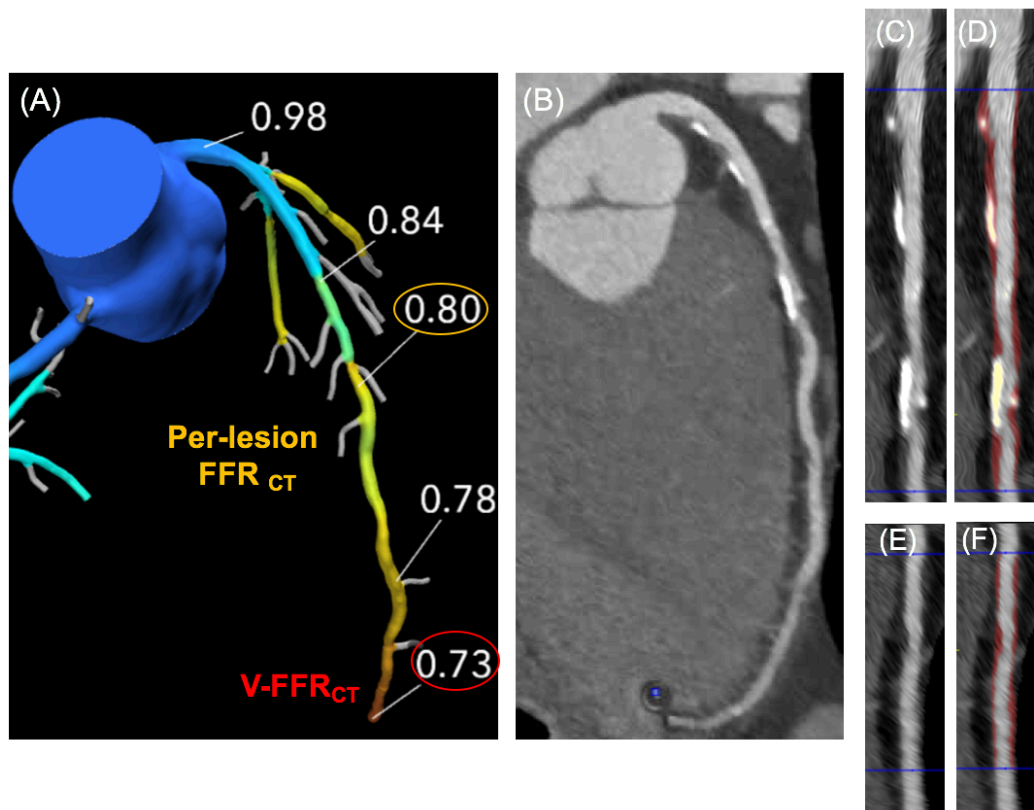 (A)
0.98
0.84
0.80
Per-lesion
FFR CT
0.78
0.73
V-FFRCT
(B)
(C)
(D)
(E)
(F)